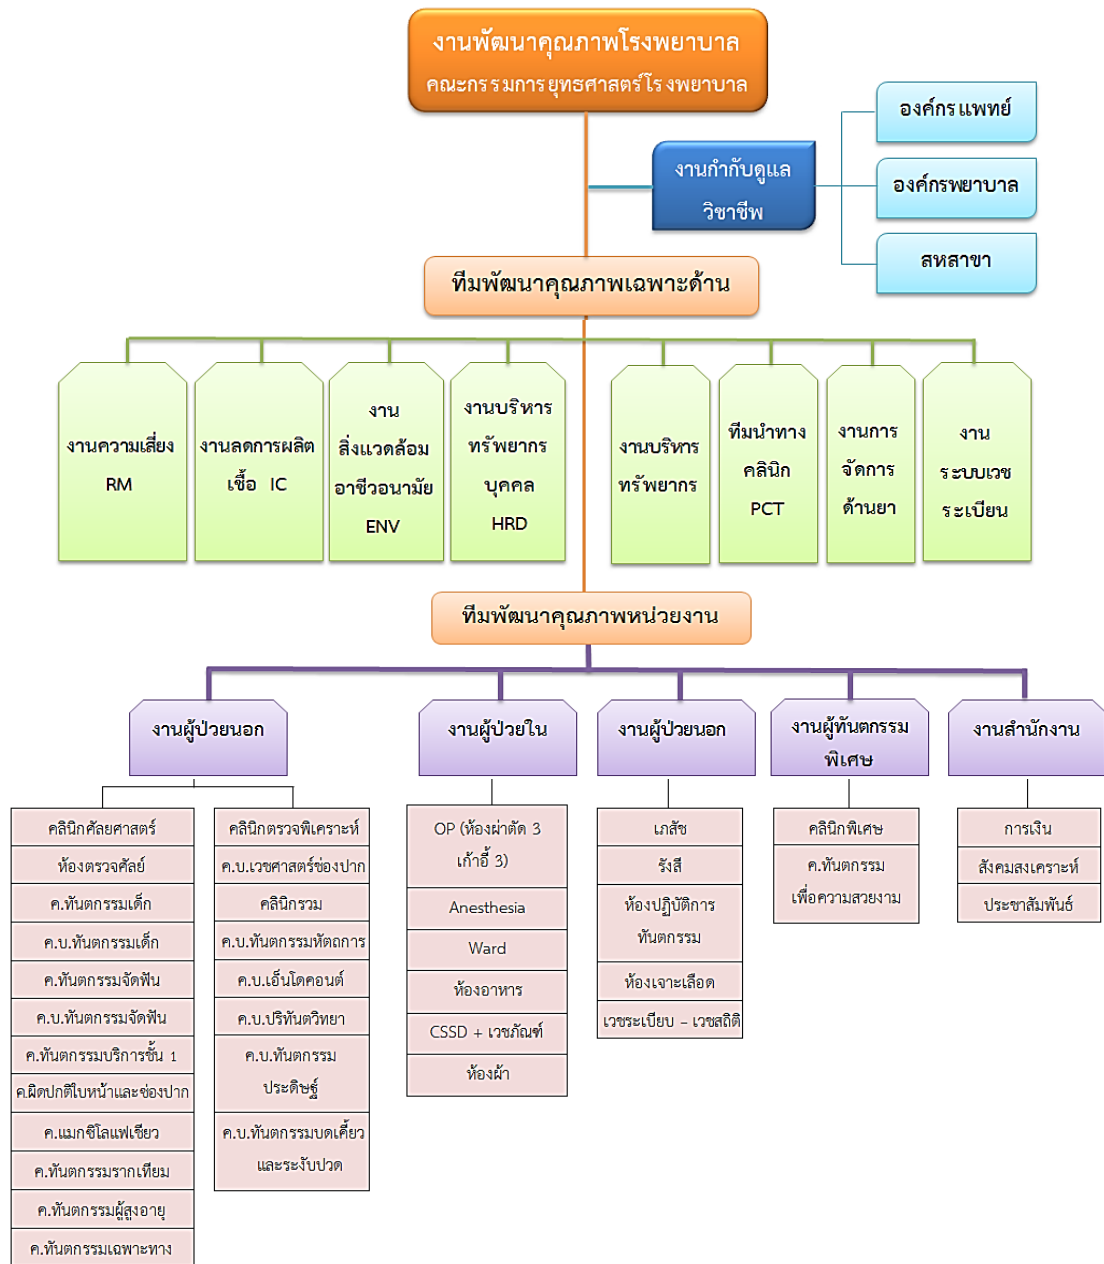 งานพัฒนาคุณภาพโรงพยาบาล
คณะกรรมการยุทธศาสตร์โรงพยาบาล
องค์กรแพทย์
งานกำกับดูแล
วิชาชีพ
องค์กรพยาบาล
สหสาขา
ทีมพัฒนาคุณภาพเฉพาะด้าน
งานความเสี่ยง
RM
งานลดการผลิต
เชื้อ IC
งาน
สิ่งแวดล้อม
อาชีวอนามัย
ENV
งานบริหาร
ทรัพยากร
บุคคล
HRD
งานบริหาร
ทรัพยากร
ทีมนำทาง
คลินิก
PCT
งานการ
จัดการ
ด้านยา
งาน
ระบบเวช
ระเบียน
ทีมพัฒนาคุณภาพหน่วยงาน
งานผู้ป่วยนอก
คลินิกศัลยศาสตร์
ห้องตรวจศัลย์
ค.ทันตกรรมเด็ก
ค.บ.ทันตกรรมเด็ก
ค.ทันตกรรมจัดฟัน
ค.บ.ทันตกรรมจัดฟัน
ค.ทันตกรรมบริการชั้น 1
ค.ผิดปกติใบหน้าและช่องปาก
ค.แมกซิโลแฟเชียว
ค.ทันตกรรมรากเทียม
ค.ทันตกรรมผู้สูงอายุ
ค.ทันตกรรมเฉพาะทาง
คลินิกตรวจพิเคราะห์
ค.บ.เวชศาสตร์ช่องปาก
คลินิกรวม
ค.บ.ทันตกรรมหัตถการ
ค.บ.เอ็นโดดอนต์
ค.บ.ปริทันตวิทยา
ค.บ.ทันตกรรม
ประดิษฐ์
ค.บ.ทันตกรรมบดเคี้ยว
และระงับปวด
งานผู้ป่วยใน
OP (ห้องผ่าตัด 3
เก้าอี้ 3)
Anesthesia
Ward
ห้องอาหาร
CSSD + เวชภัณฑ์
ห้องผ้า
งานผู้ป่วยนอก
เภสัช
รังสี
ห้องปฏิบัติการ
ทันตกรรม
ห้องเจาะเลือด
เวชระเบียบ – เวชสถิติ
งานผู้ทันตกรรม
พิเศษ
คลินิกพิเศษ
ค.ทันตกรรม
เพื่อความสวยงาม
งานสำนักงาน
การเงิน
สังคมสงเคราะห์
ประชาสัมพันธ์